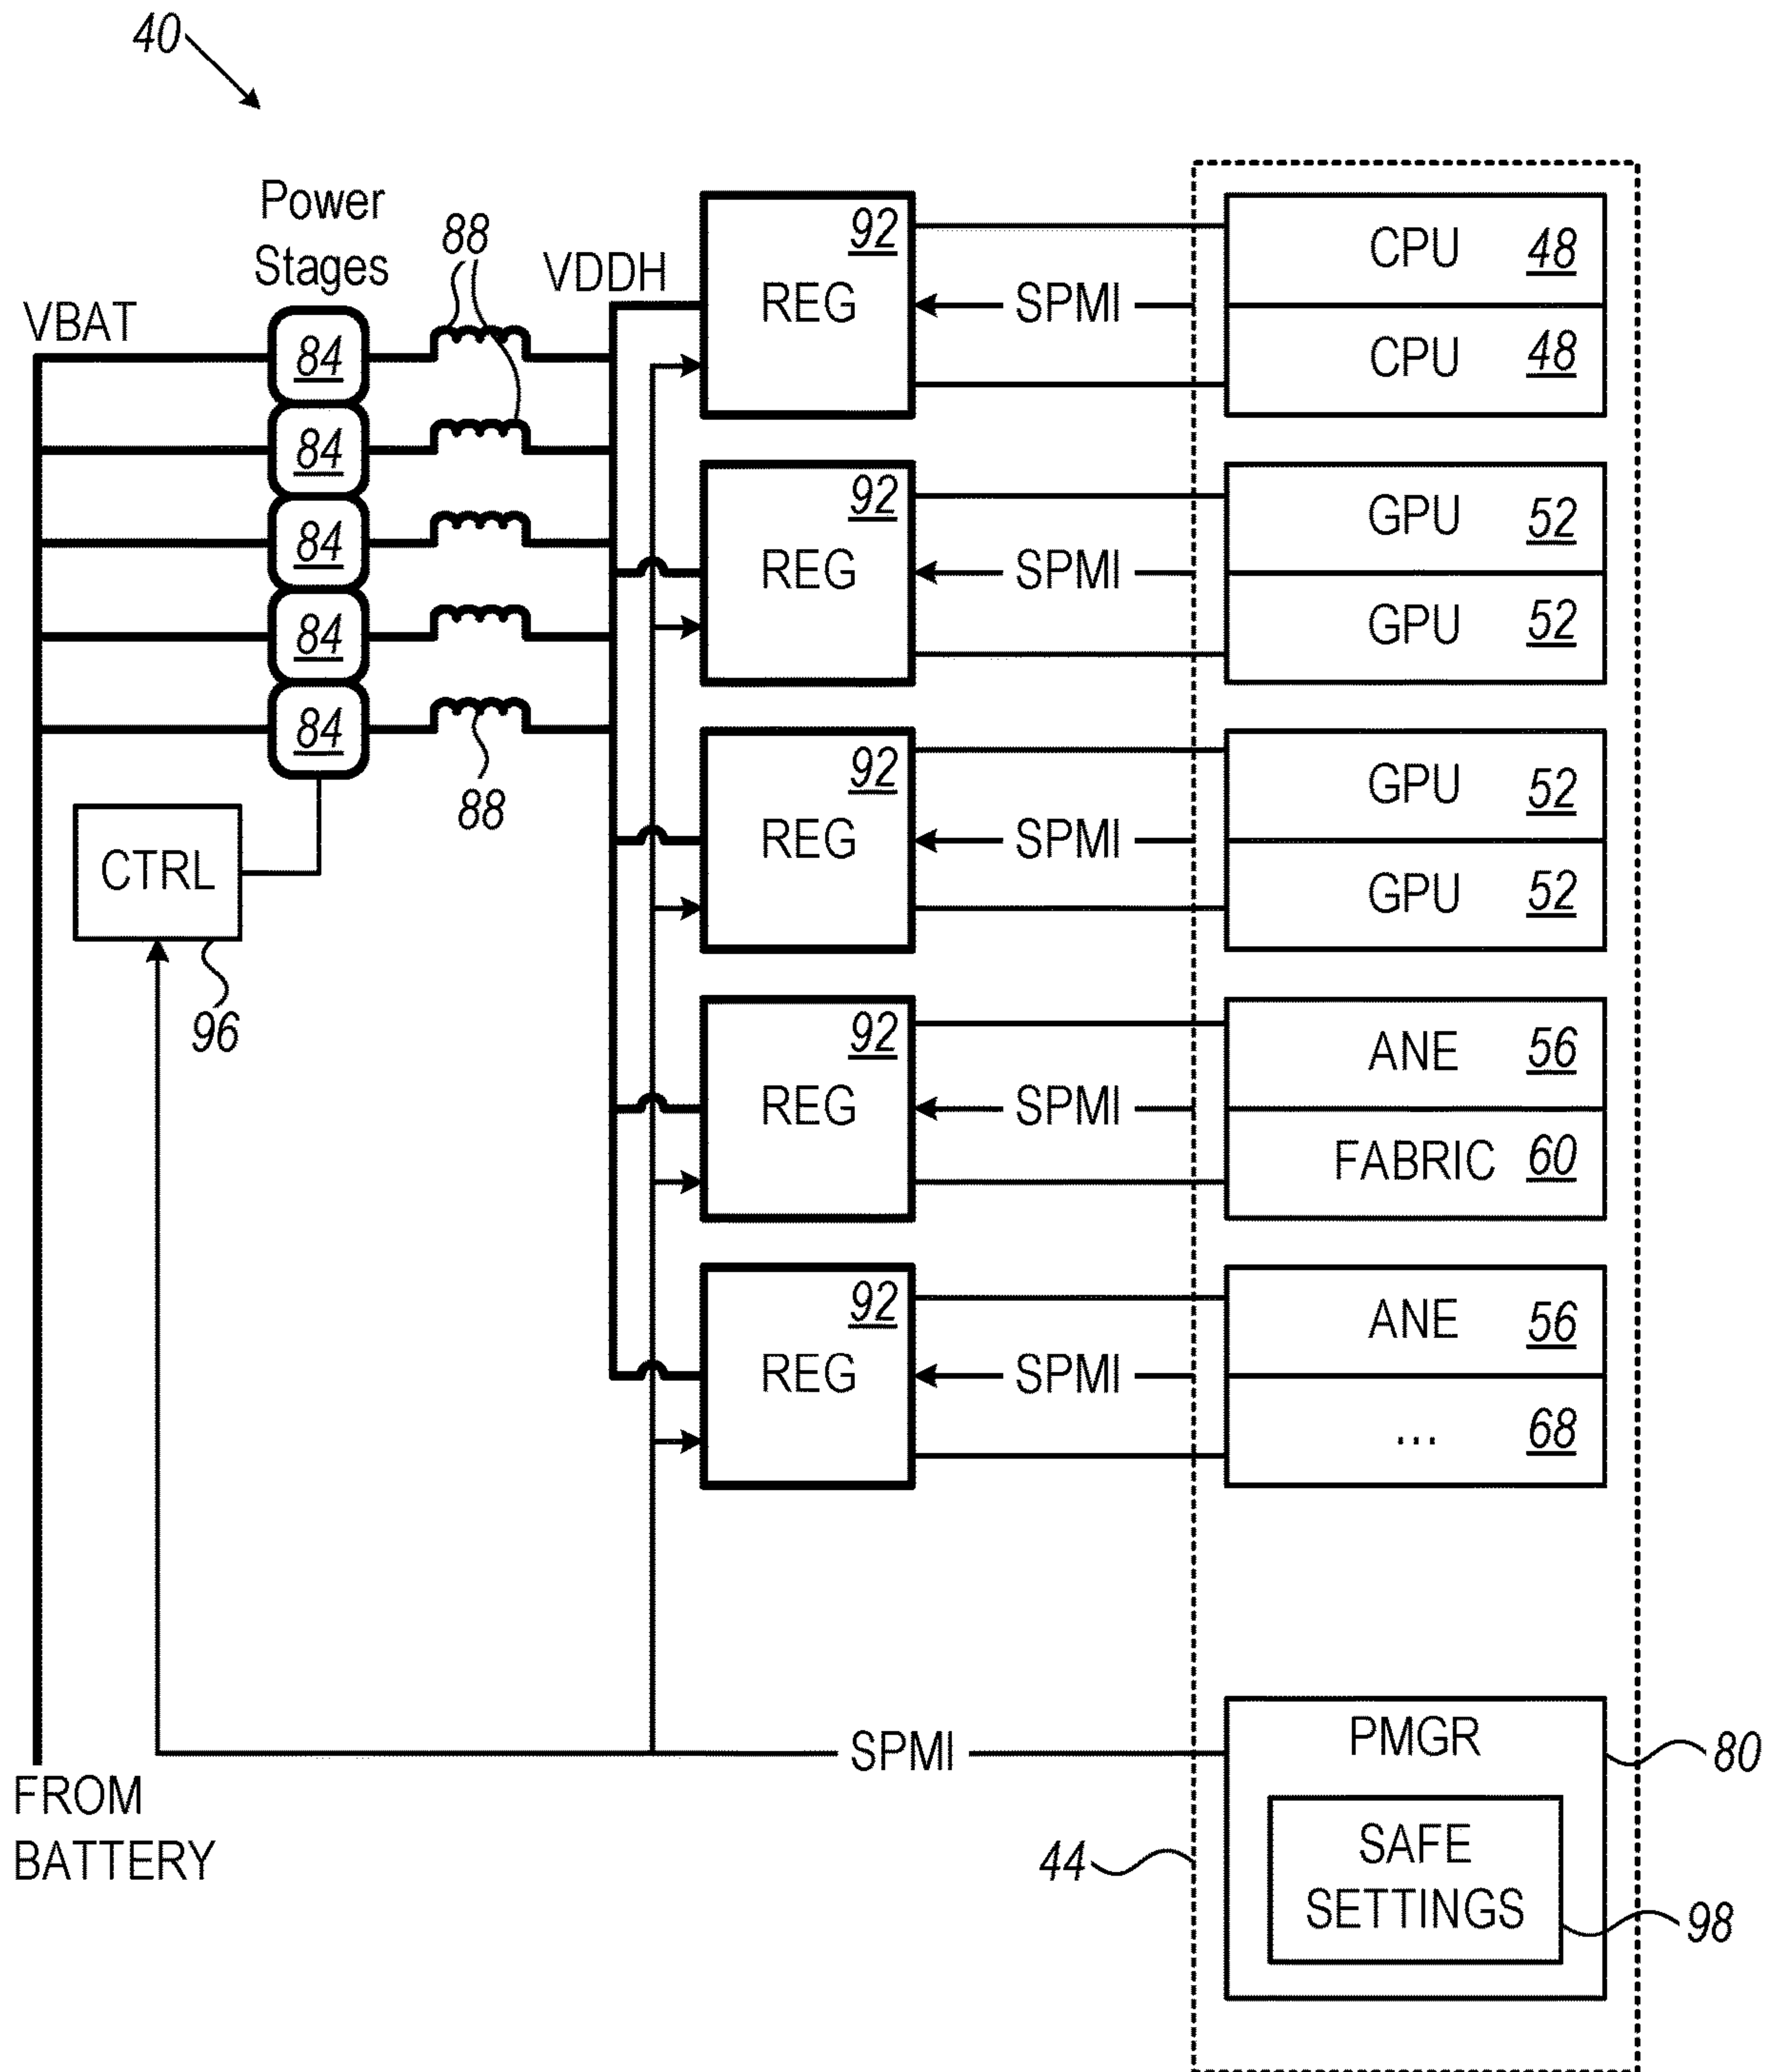 40
Power
Stages
88
VBAT
VDDH
84
84
84
84
84
88
CTRL
96
REG 92
SPMI
CPU 48
CPU 48
REG 92
SPMI
GPU 52
GPU 52
REG 92
SPMI
GPU 52
GPU 52
REG 92
SPMI
ANE 56
FABRIC 60
REG 92
SPMI
ANE 56
... 68
SPMI
PMGR
80
SAFE
SETTINGS
98
44
FROM
BATTERY